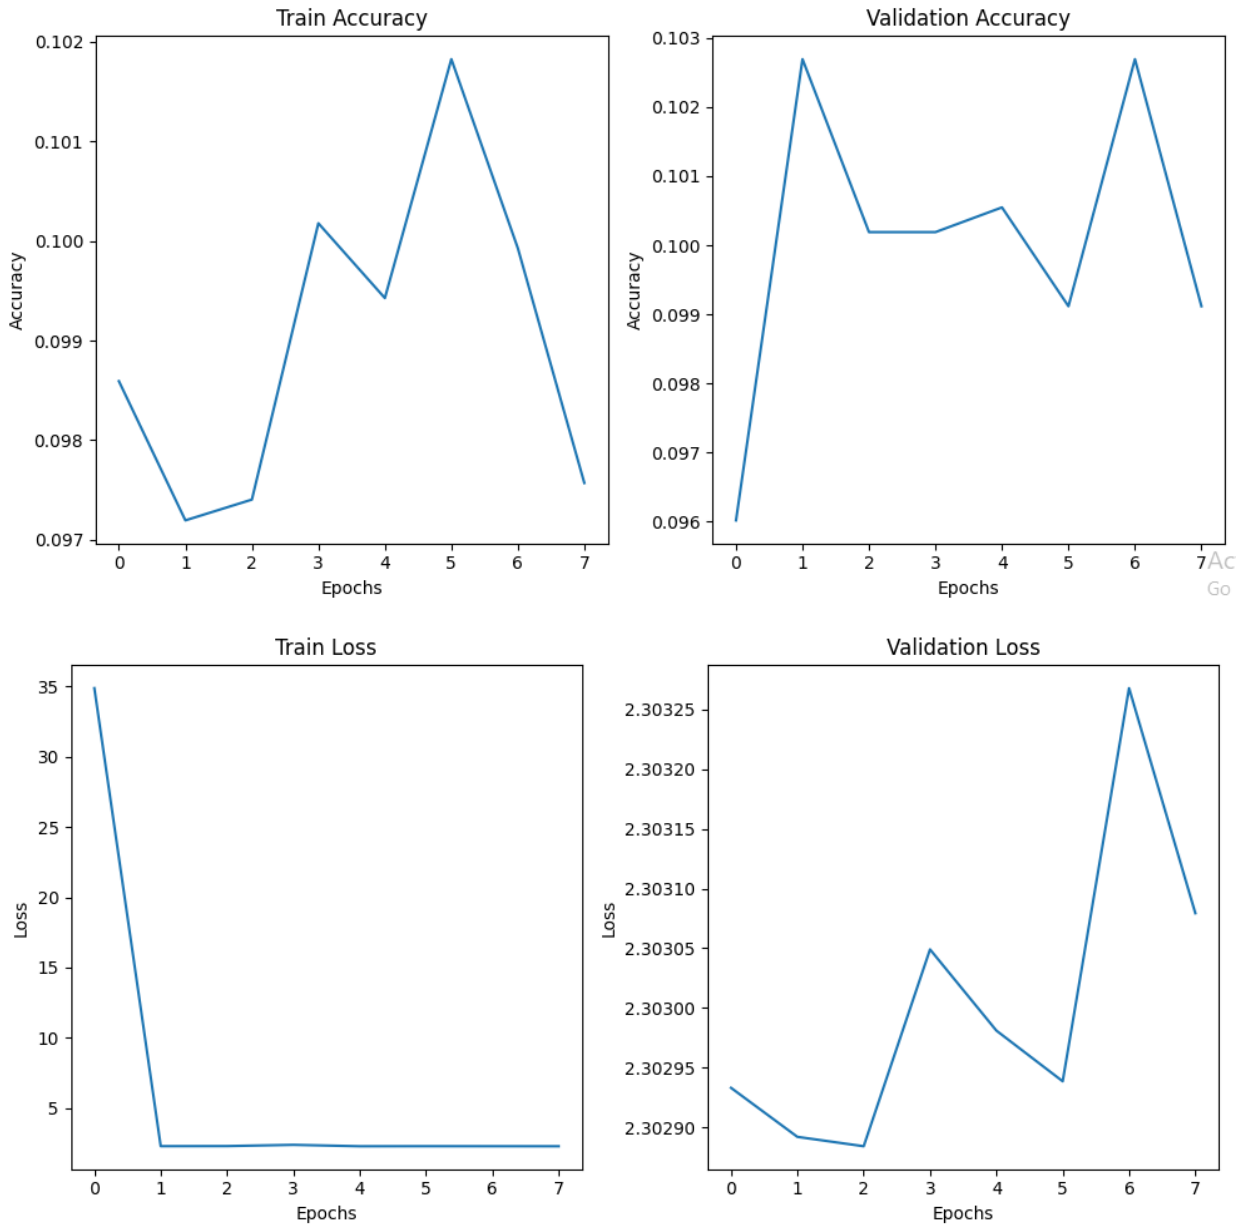 Train Accuracy
Validation Accuracy
0.102
0.101
0.100
0.099
0.098
0.097
Accuracy
0 1 2 3 4 5 6 7
Epochs
0.103
0.102
0.101
0.100
0.099
0.098
0.097
0.096
Accuracy
0 1 2 3 4 5 6 7
Epochs
Ac
Go
Train Loss
Validation Loss
35
30
25
20
15
10
5
Loss
0 1 2 3 4 5 6 7
Epochs
2.30325
2.30320
2.30315
2.30310
2.30305
2.30300
2.30295
2.30290
Loss
0 1 2 3 4 5 6 7
Epochs